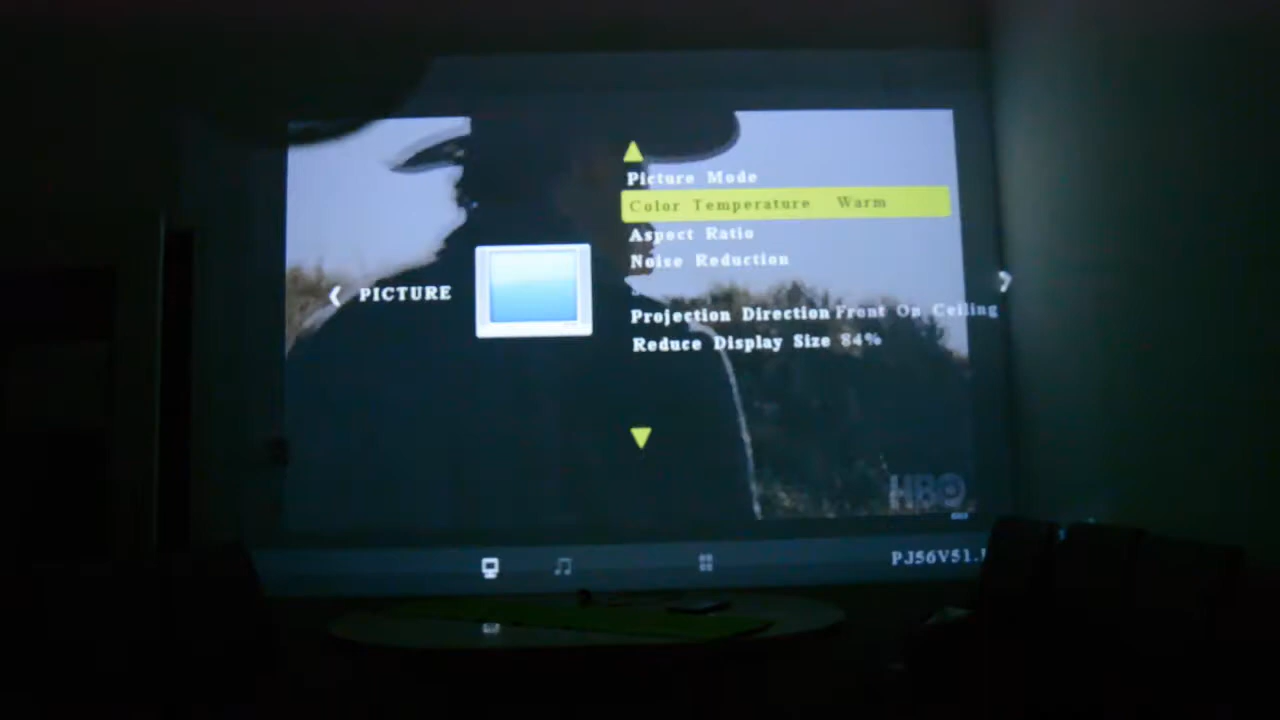 Picture Mode
Color Temperature Warm
Aspect Ratio
Noise Reduction
PICTURE
Projection Direction Front On Ceiling
Reduce Display Size 84%
HBO
PJ56V51.